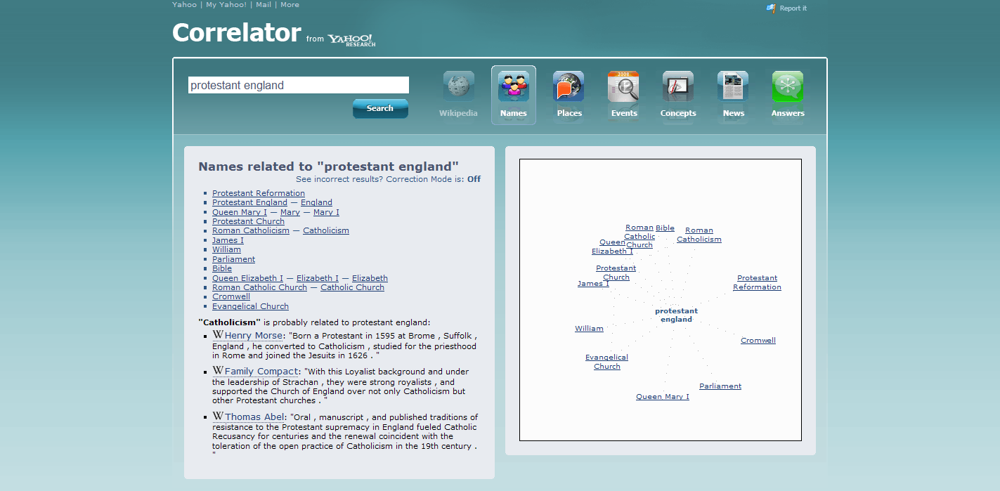 Yahoo | My Yahoo! | Mail | More
Report it
Correlator from YAHOO! RESEARCH
protestant england
Search
Wikipedia
Names
Places
2008
Events
Concepts
News
Answers
Names related to "protestant england"
See incorrect results? Correction Mode is: Off
Protestant Reformation
Protestant England — England
Queen Mary I — Mary — Mary I
Protestant Church
Roman Catholicism — Catholicism
James I
William
Parliament
Bible
Queen Elizabeth I — Elizabeth I — Elizabeth
Roman Catholic Church — Catholic Church
Cromwell
Evangelical Church
"Catholicism" is probably related to protestant england:
W Henry Morse: "Born a Protestant in 1595 at Brome , Suffolk ,
England , he converted to Catholicism , studied for the priesthood
in Rome and joined the Jesuits in 1626 . "
W Family Compact: "With this Loyalist background and under
the leadership of Strachan , they were strong royalists , and
supported the Church of England over not only Catholicism but
other Protestant churches . "
W Thomas Abel: "Oral , manuscript , and published traditions of
resistance to the Protestant supremacy in England fueled Catholic
Recusancy for centuries and the renewal coincident with the
toleration of the open practice of Catholicism in the 19th century .
"
Roman
Catholic
Church
Bible
Roman
Catholicism
Queen
Elizabeth I
Protestant
Church
James I
Protestant
Reformation
protestant
england
William
Cromwell
Evangelical
Church
Parliament
Queen Mary I